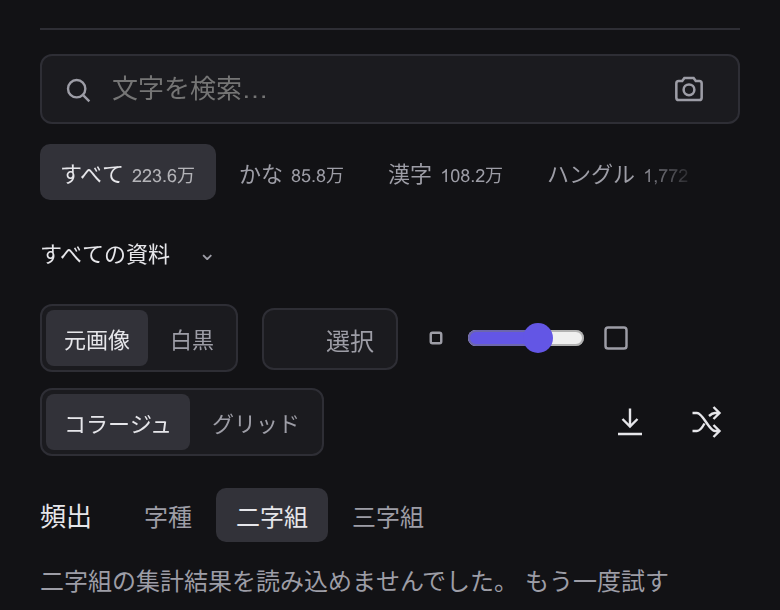 文字を検索…
すべて 223.6万 かな 85.8万 漢字 108.2万 ハングル 1,772
すべての資料
元画像 白黒 選択
コラージュ グリッド
頻出 字種 二字組 三字組
二字組の集計結果を読み込めませんでした。 もう一度試す